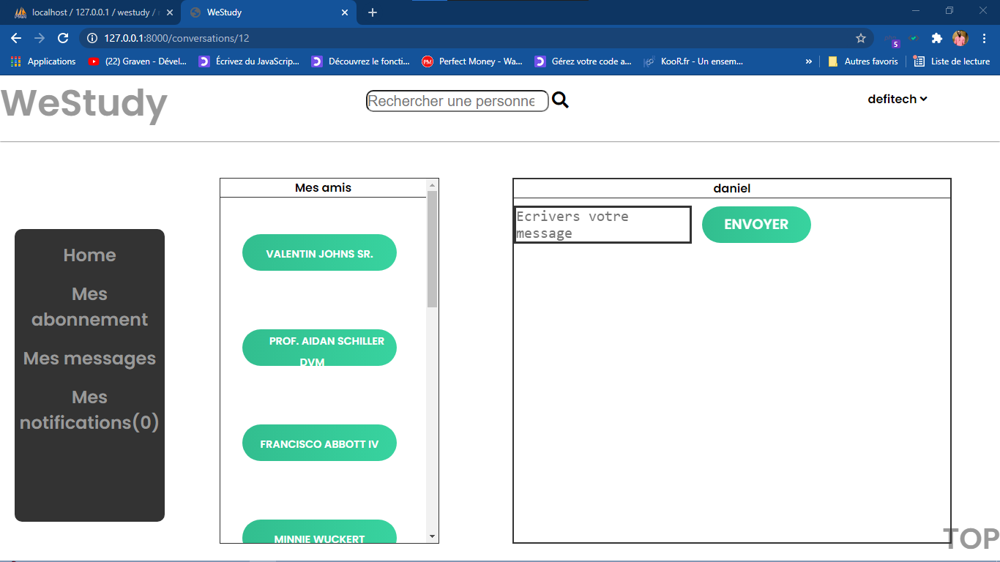 localhost / 127.0.0.1 / westudy /
WeStudy
127.0.0.1:8000/conversations/12
5
Applications
(22) Graven - Dével...
Écrivez du JavaScrip...
Découvrez le foncti...
PM
Perfect Money - Wa...
Gérez votre code a...
KooR.fr - Un ensem...
»
Autres favoris
Liste de lecture
WeStudy
Rechercher une personne
defitech
Home
Mes
abonnement
Mes messages
Mes
notifications(0)
Mes amis
VALENTIN JOHNS SR.
PROF. AIDAN SCHILLER
DVM
FRANCISCO ABBOTT IV
MINNIE WUCKERT
daniel
Ecrivers votre
message
ENVOYER
TOP